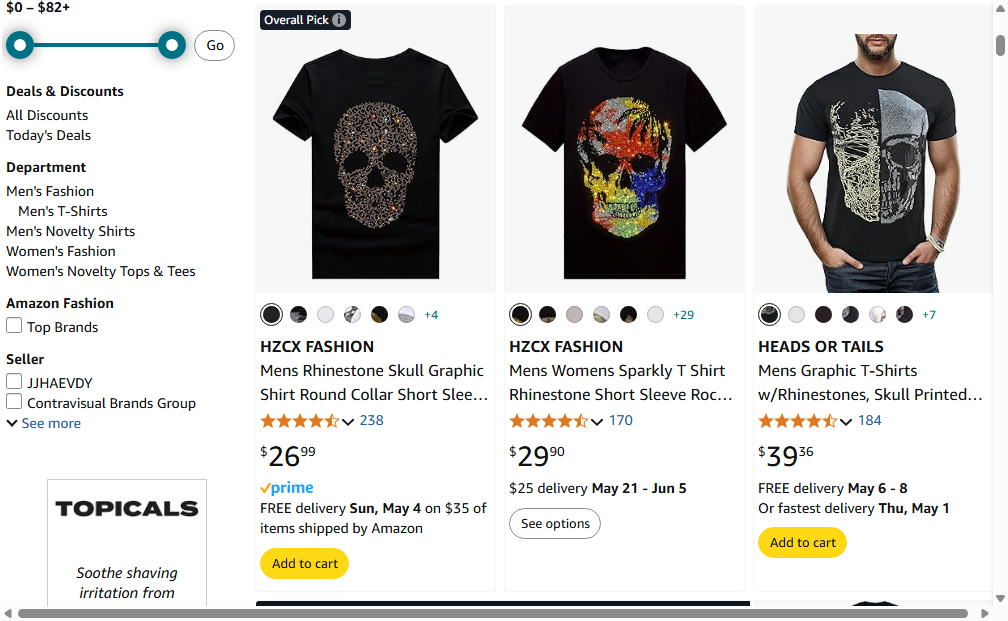 $0 – $82+
Go
Deals & Discounts
All Discounts
Today's Deals
Department
Men's Fashion
Men's T-Shirts
Men's Novelty Shirts
Women's Fashion
Women's Novelty Tops & Tees
Amazon Fashion
Top Brands
Seller
JJHAEVDY
Contravisual Brands Group
See more
TOPICALS
Soothe shaving
irritation from
Overall Pick
+4
HZCX FASHION
Mens Rhinestone Skull Graphic
Shirt Round Collar Short Slee…
238
$26 99
prime
FREE delivery Sun, May 4 on $35 of
items shipped by Amazon
Add to cart
+29
HZCX FASHION
Mens Womens Sparkly T Shirt
Rhinestone Short Sleeve Roc…
170
$29 90
$25 delivery May 21 - Jun 5
See options
+7
HEADS OR TAILS
Mens Graphic T-Shirts
w/Rhinestones, Skull Printed…
184
$39 36
FREE delivery May 6 - 8
Or fastest delivery Thu, May 1
Add to cart